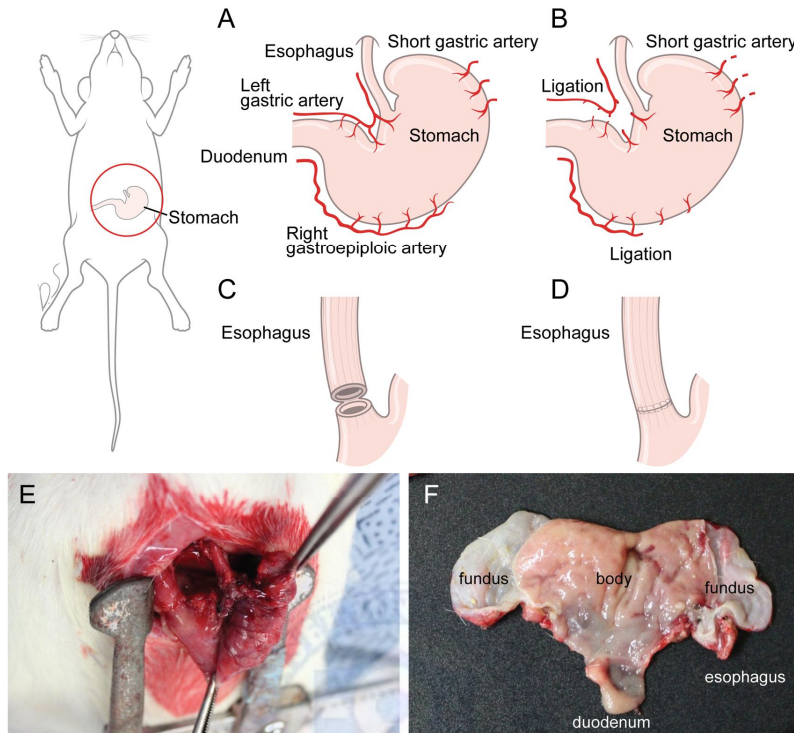 A
Esophagus
Short gastric artery
Left
gastric artery
Stomach
Duodenum
Stomach
Right
gastroepiploic artery
B
Short gastric artery
Ligation
Stomach
Ligation
C
Esophagus
D
Esophagus
E
F
fundus
body
fundus
esophagus
duodenum